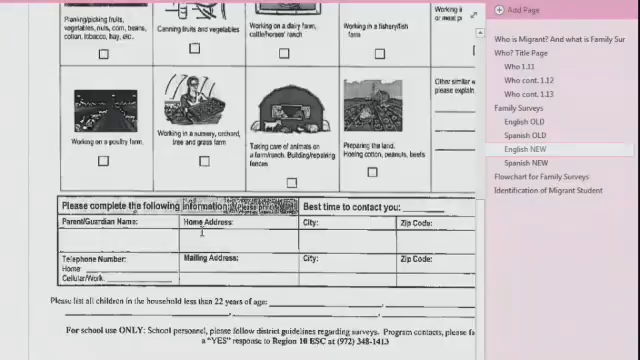 Planting/picking fruits,
vegetables, nuts, corn, beans,
cotton, tobacco, hay, etc.
Canning fruits and vegetables
Working on a dairy farm,
cattle/horses' ranch
Working in a fishery/fish
farm
Working
or meat
Working on a poultry farm,
Working in a nursery, orchard,
tree and grass farm,
Taking care of animals on
a farm/ranch. Building/repairing
fences
Preparing the land.
Hoeing cotton, peanuts, beets
Other similar
please explain
Please complete the following information
Best time to contact you:
Parent/Guardian Name:
Home Address:
City:
Zip Code:
Telephone Number:
Home:
Cellular/Work.
Mailing Address:
City:
Zip Code:
Please list all children in the household less than 22 years of age:
For school use ONLY: School personnel, please follow district guidelines regarding surveys. Program contacts, please
a "YES" response to Region 10 ESC at (972) 348-1413
Add Page
Who is Migrant? And what is Family Sur
Who? Title Page
Who 1.11
Who cont. 1.12
Who cont. 1.13
Family Surveys
English OLD
Spanish OLD
English NEW
Spanish NEW
Flowchart for Family Surveys
Identification of Migrant Student